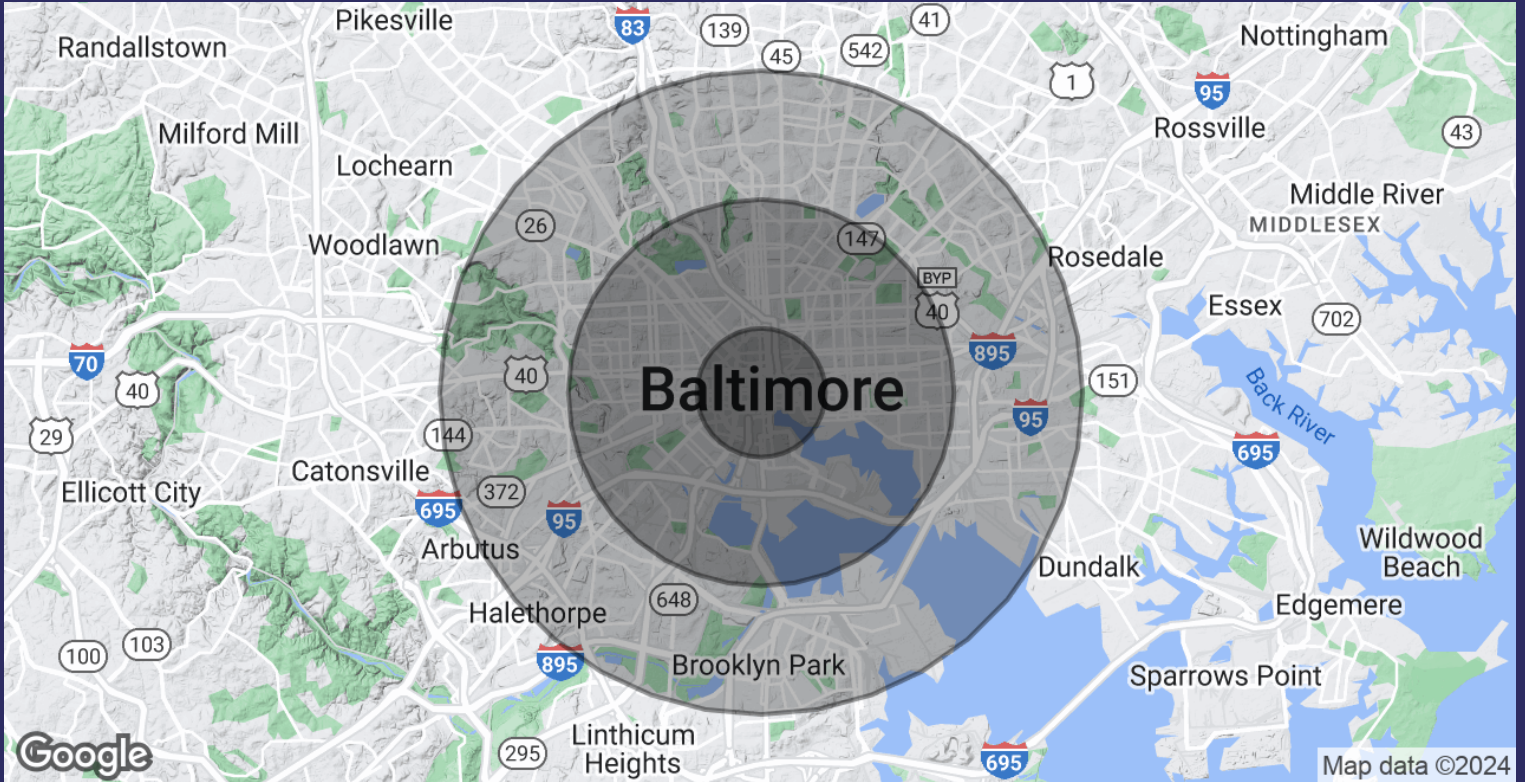 Pikesville
83
139
45
542
41
Randallstown
Nottingham
1
95
Milford Mill
Rossville
43
Lochearn
Middle River
MIDDLESEX
26
Woodlawn
147
Rosedale
BYP
40
Essex
702
70
40
40
Baltimore
895
151
95
Back River
29
144
695
Catonsville
Ellicott City
372
695
95
Arbutus
Wildwood
Beach
Dundalk
648
Edgemere
Halethorpe
100
103
895
Brooklyn Park
Sparrows Point
Google
295
Linthicum
Heights
695
Map data ©2024